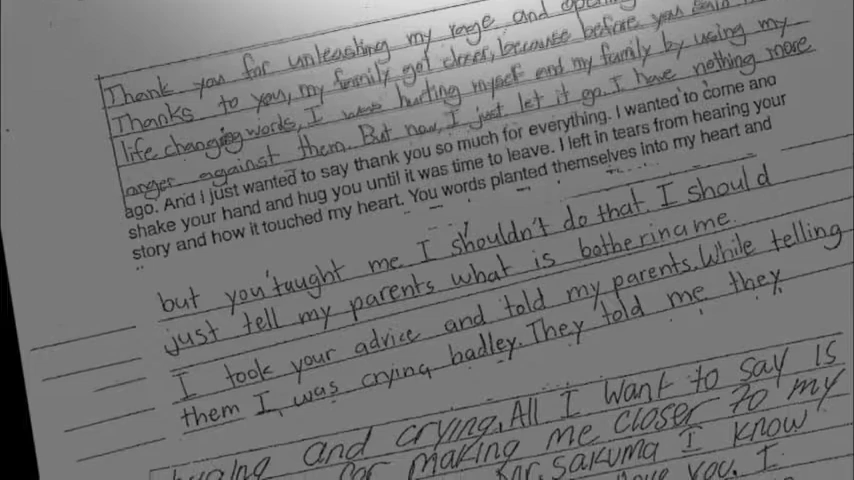 Thank you for unleashing my rage and
Thanks to you, my family got closer, because before you said
life changing words, I was hurting myself and my family by using my
anger against them. But now, I just let it go. I have nothing more
ago. And I just wanted to say thank you so much for everything. I wanted to come and
shake your hand and hug you until it was time to leave. I left in tears from hearing your
story and how it touched my heart. You words planted themselves into my heart and
but you taught me I shouldn't do that. I should
just tell my parents what is botheriname.
I took your advice and told my parents. While telling
them I, was crying badley. They told me they
and crying. All I want to say is
for making me closer to my
Mr. Sakuma I know
you. I